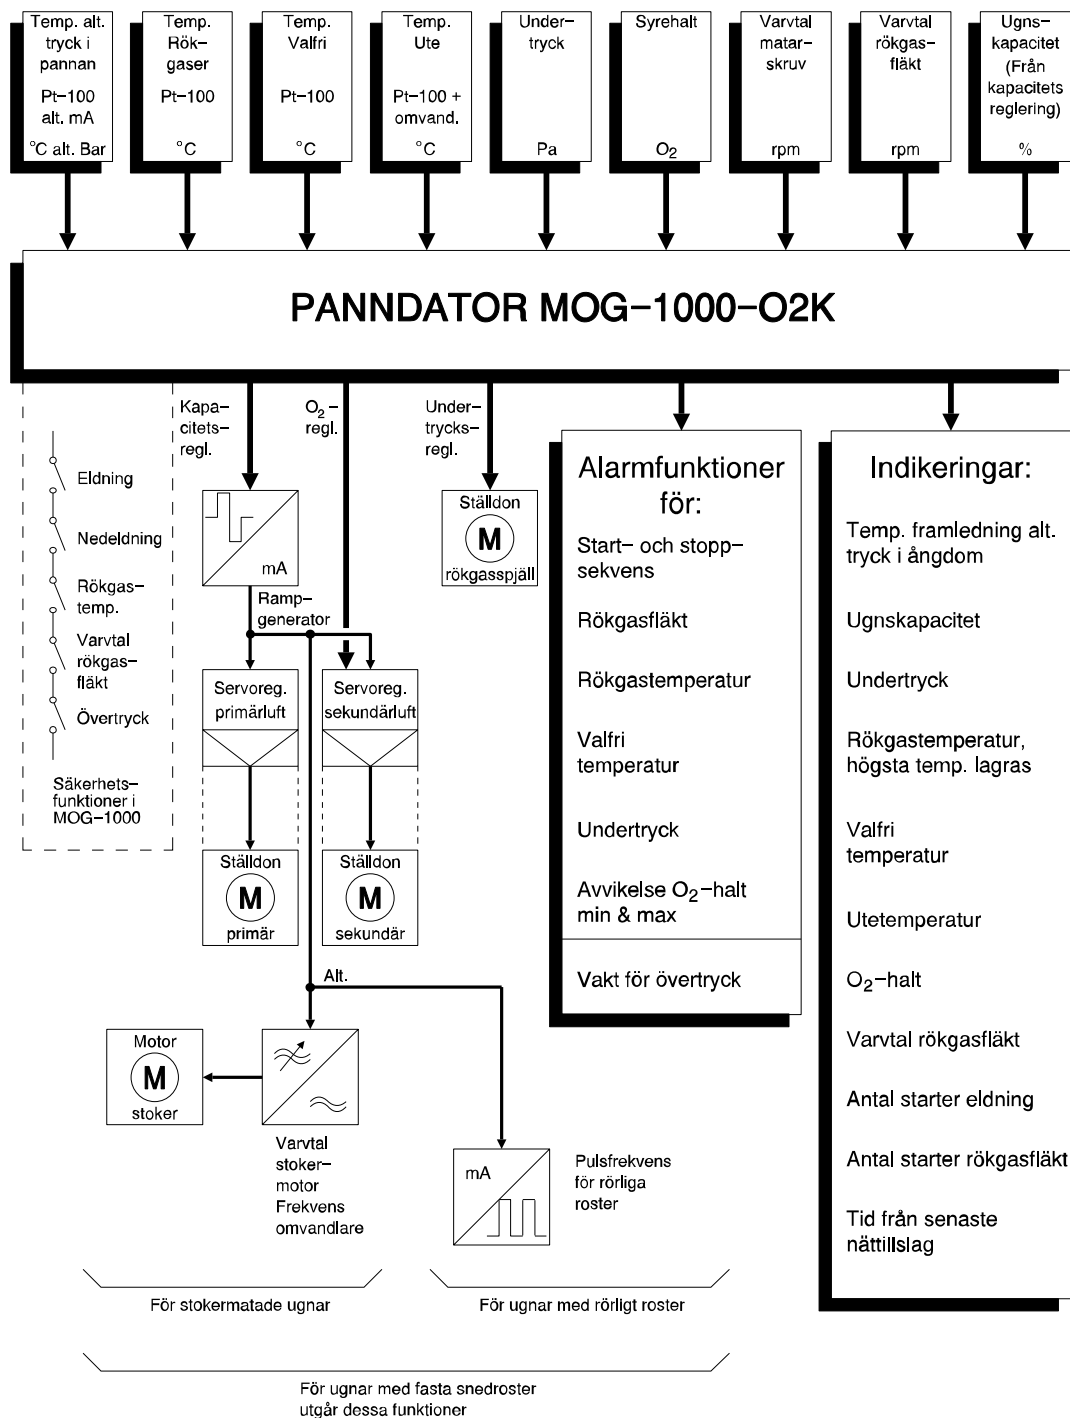 Temp. alt.
tryck i
pannan
Pt−100
alt. mA
°C alt. Bar
Temp.
Rök−
gaser
Pt−100
°C
Temp.
Valfri
Pt−100
°C
Temp.
Ute
Pt−100 +
omvand.
°C
Under−
tryck
Pa
Syrehalt
O2
Varvtal
matar−
skruv
rpm
Varvtal
rökgas−
fläkt
rpm
Ugns−
kapacitet
(Från
kapacitets
reglering)
%
PANNDATOR MOG−1000−O2K
Kapa−
citets−
regl.
O2−
regl.
Under−
trycks−
regl.
Eldning
Nedeldning
Rökgas−
temp.
Varvtal
rökgas−
fläkt
Övertryck
Säkerhets−
funktioner i
MOG−1000
mA
Ramp−
generator
Ställdon
M
rökgasspjäll
Servoreg.
primärluft
Servoreg.
sekundärluft
Ställdon
M
primär
Ställdon
M
sekundär
Alt.
Motor
M
stoker
Varvtal
stoker−
motor
Frekvens
omvandlare
mA
Pulsfrekvens
för rörliga
roster
För stokermatade ugnar
För ugnar med rörligt roster
För ugnar med fasta snedroster
utgår dessa funktioner
Alarmfunktioner
för:
Start− och stopp−
sekvens
Rökgasfläkt
Rökgastemperatur
Valfri
temperatur
Undertryck
Avvikelse O2−halt
min & max
Vakt för övertryck
Indikeringar:
Temp. framledning alt.
tryck i ångdom
Ugnskapacitet
Undertryck
Rökgastemperatur,
högsta temp. lagras
Valfri
temperatur
Utetemperatur
O2−halt
Varvtal rökgasfläkt
Antal starter eldning
Antal starter rökgasfläkt
Tid från senaste
nättillslag